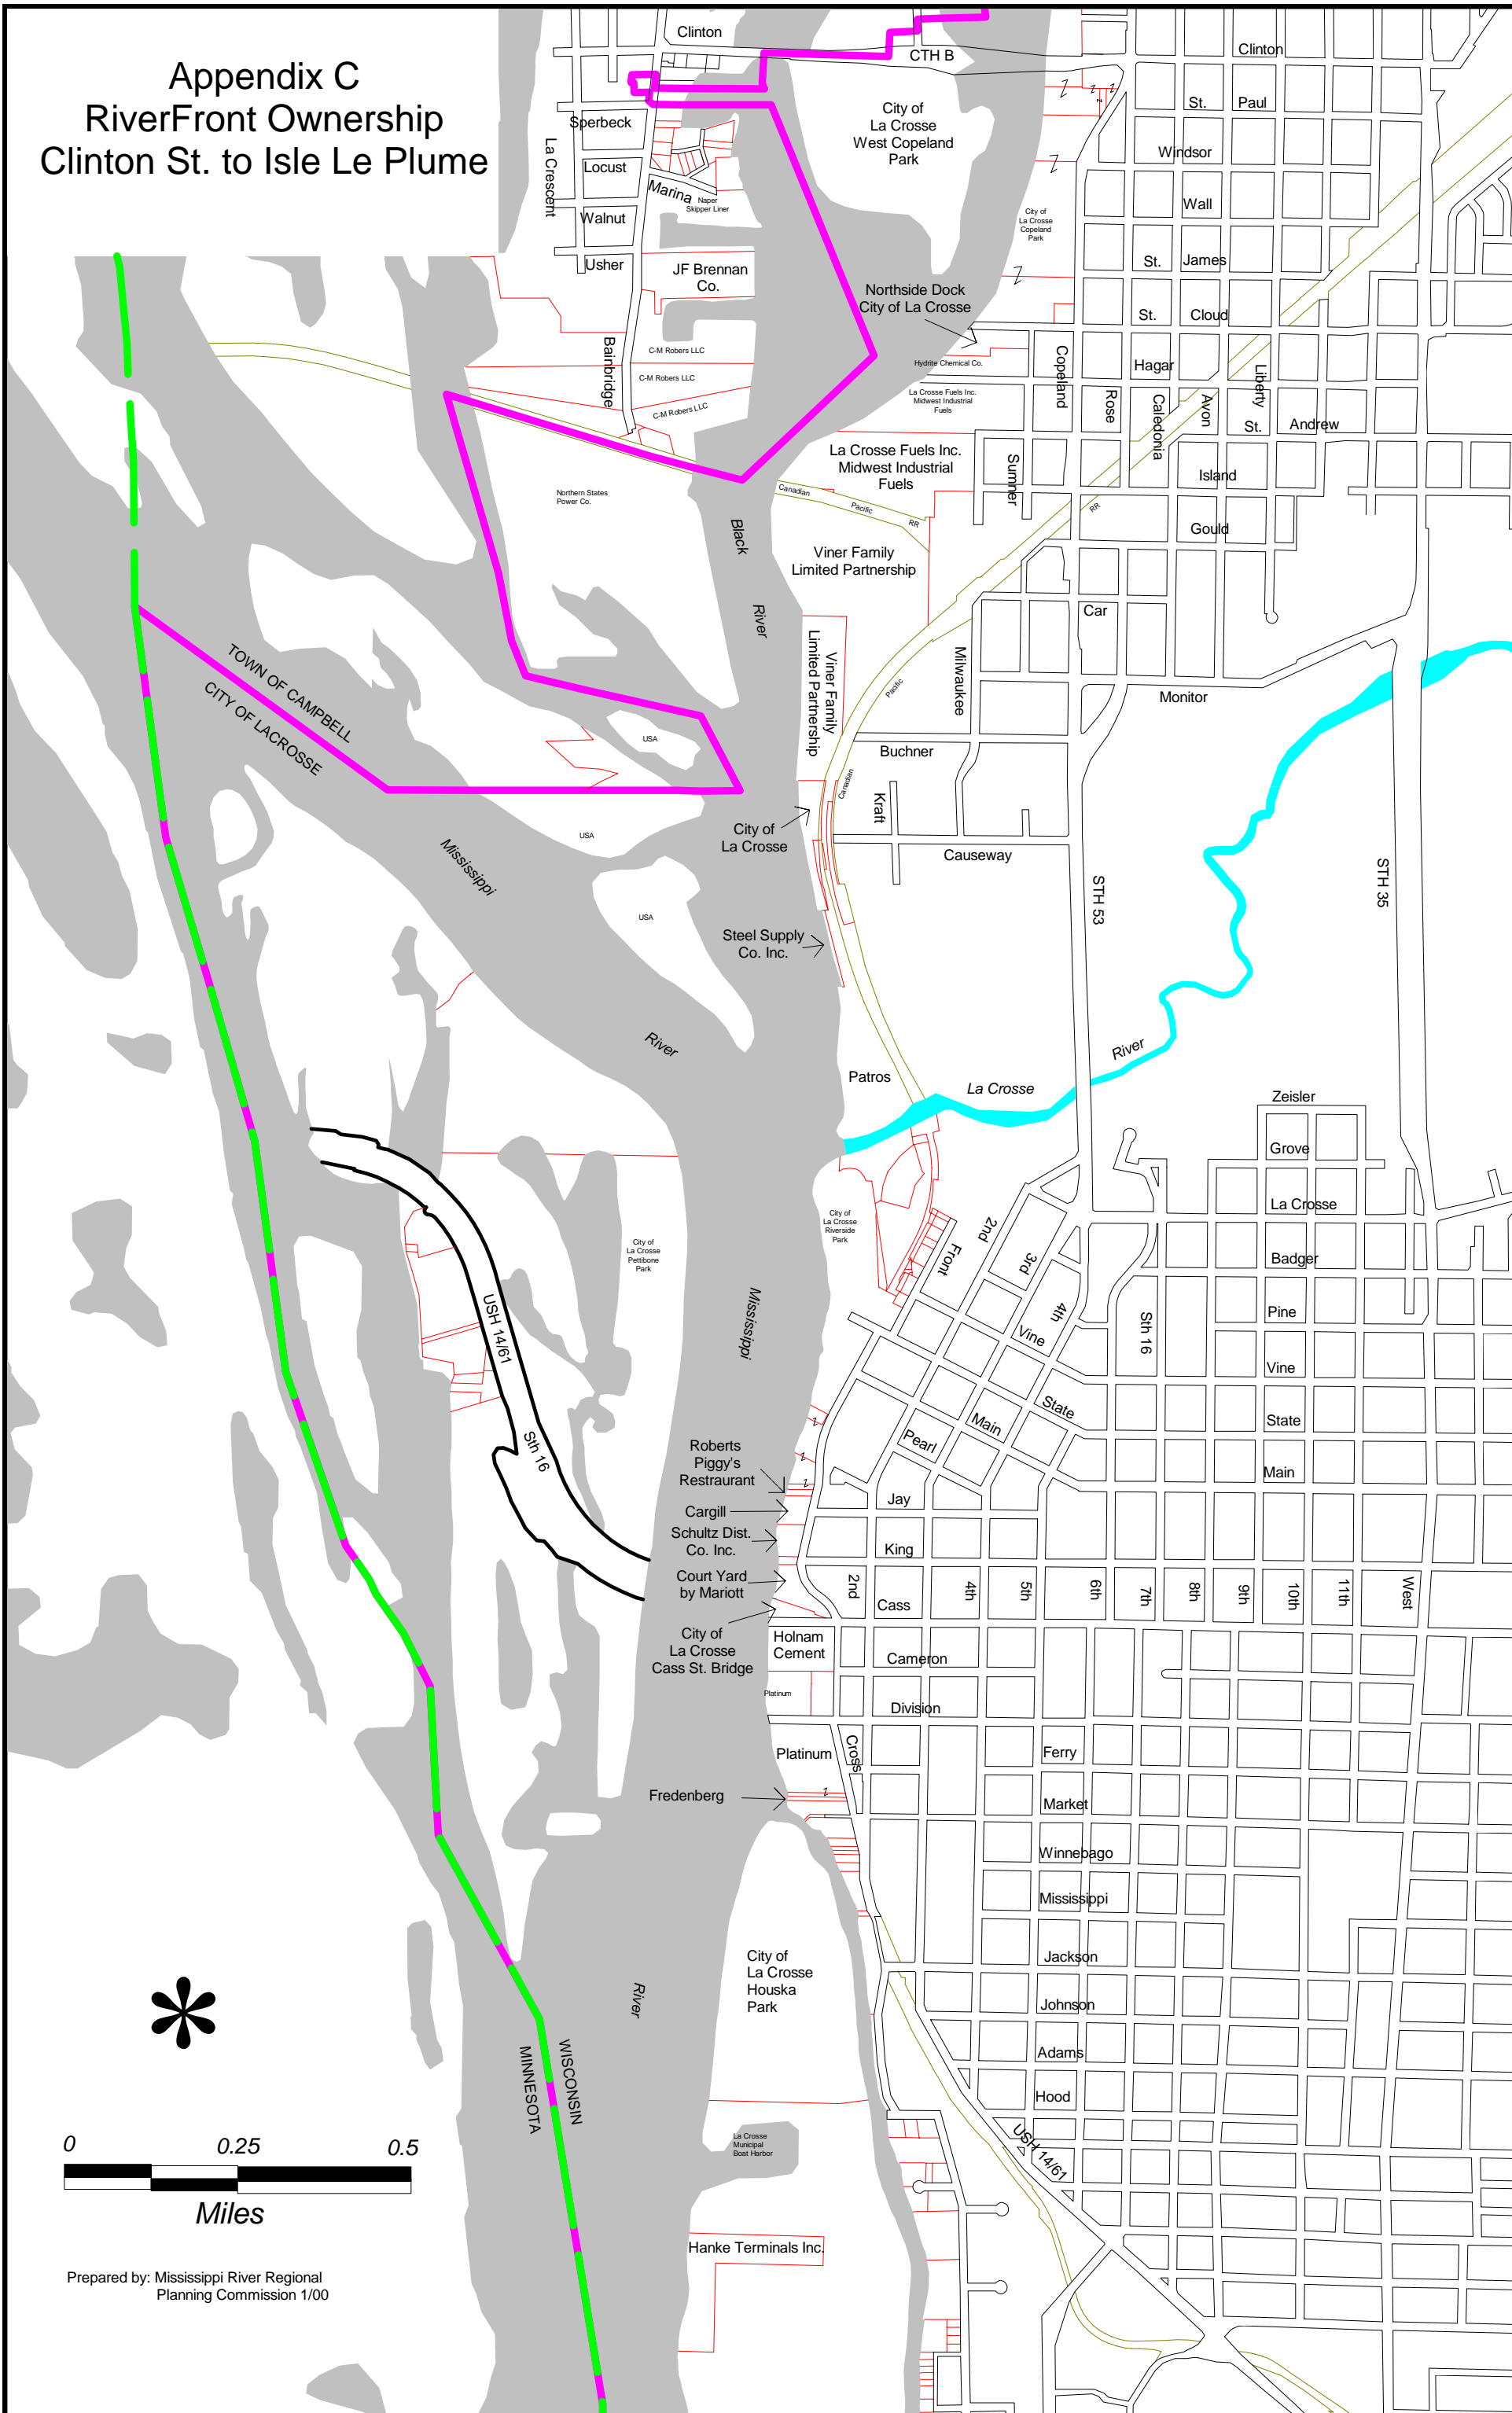 Appendix C
RiverFront Ownership
Clinton St. to Isle Le Plume
Clinton
CTH B
Clinton
St. Paul
City of
La Crosse
West Copeland
Park
Sperbeck
La Crescent
Locust
Marina
Naper
Skipper Liner
Walnut
Usher
Windsor
Wall
City of
La Crosse
Copeland
Park
St. James
JF Brennan
Co.
Northside Dock
City of La Crosse
St. Cloud
Bainbridge
C-M Robers LLC
C-M Robers LLC
C-M Robers LLC
Hydrite Chemical Co.
Copeland
Hagar
Liberty
La Crosse Fuels Inc.
Midwest Industrial
Fuels
Rose
Caledonia
Avon
St. Andrew
La Crosse Fuels Inc.
Midwest Industrial
Fuels
Sumner
Island
Northern States
Power Co.
Canadian
Pacific
RR
RR
Black
River
Gould
Viner Family
Limited Partnership
Car
Viner Family
Limited Partnership
Milwaukee
Pacific
TOWN OF CAMPBELL
CITY OF LACROSSE
Monitor
USA
Buchner
Canadian
Kraft
City of
La Crosse
USA
Causeway
Mississippi
River
STH 53
STH 35
USA
Steel Supply
Co. Inc.
Patros
La Crosse
River
Zeisler
Grove
La Crosse
City of
La Crosse
Riverside
Park
2nd
Front
3rd
City of
La Crosse
Pettibone
Park
Badger
USH 14/61
Mississippi
4th
Vine
Sth 16
Pine
Vine
State
State
Main
Pearl
Sth 16
Main
Roberts
Piggy's
Restraurant
Cargill
Jay
Schultz Dist.
Co. Inc.
King
Court Yard
by Mariott
2nd
Cass
4th
5th
6th
7th
8th
9th
10th
11th
West
City of
La Crosse
Cass St. Bridge
Holnam
Cement
Cameron
Platinum
Division
Platinum
Cross
Ferry
Fredenberg
Market
Winnebago
Mississippi
City of
La Crosse
Houska
Park
Jackson
River
Johnson
Adams
MINNESOTA
WISCONSIN
Hood
La Crosse
Municipal
Boat Harbor
USH 14/61
0 0.25 0.5
Miles
Hanke Terminals Inc.
Prepared by: Mississippi River Regional
Planning Commission 1/00